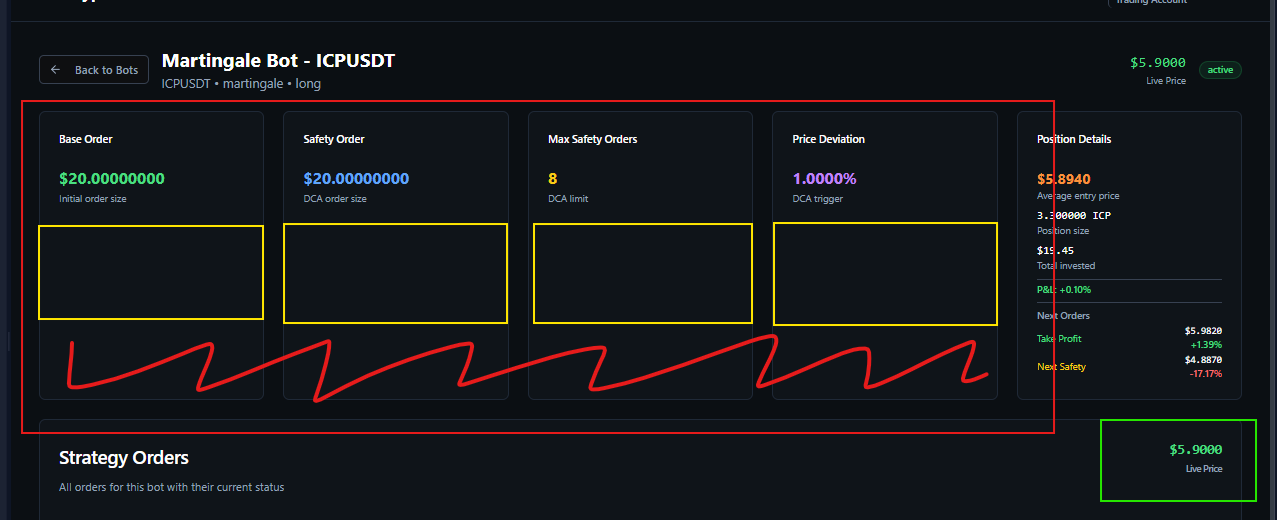 Trading Account
← Back to Bots
Martingale Bot - ICPUSDT
ICPUSDT • martingale • long
$5.9000
Live Price
active
Base Order
$20.00000000
Initial order size
Safety Order
$20.00000000
DCA order size
Max Safety Orders
8
DCA limit
Price Deviation
1.0000%
DCA trigger
Position Details
$5.8940
Average entry price
3.300000 ICP
Position size
$19.45
Total invested
P&L: +0.10%
Next Orders
Take Profit
$5.9820
+1.39%
Next Safety
$4.8870
-17.17%
Strategy Orders
All orders for this bot with their current status
$5.9000
Live Price